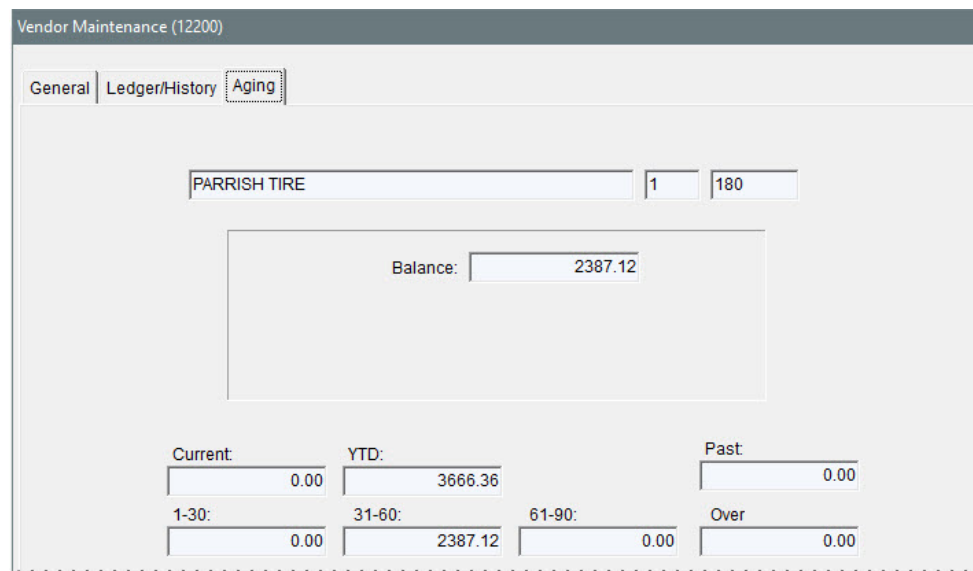 Vendor Maintenance (12200)
General Ledger/History Aging
PARRISH TIRE 1 180
Balance: 2387.12
Current: YTD: Past:
0.00 3666.36 0.00
1-30: 31-60: 61-90: Over
0.00 2387.12 0.00 0.00